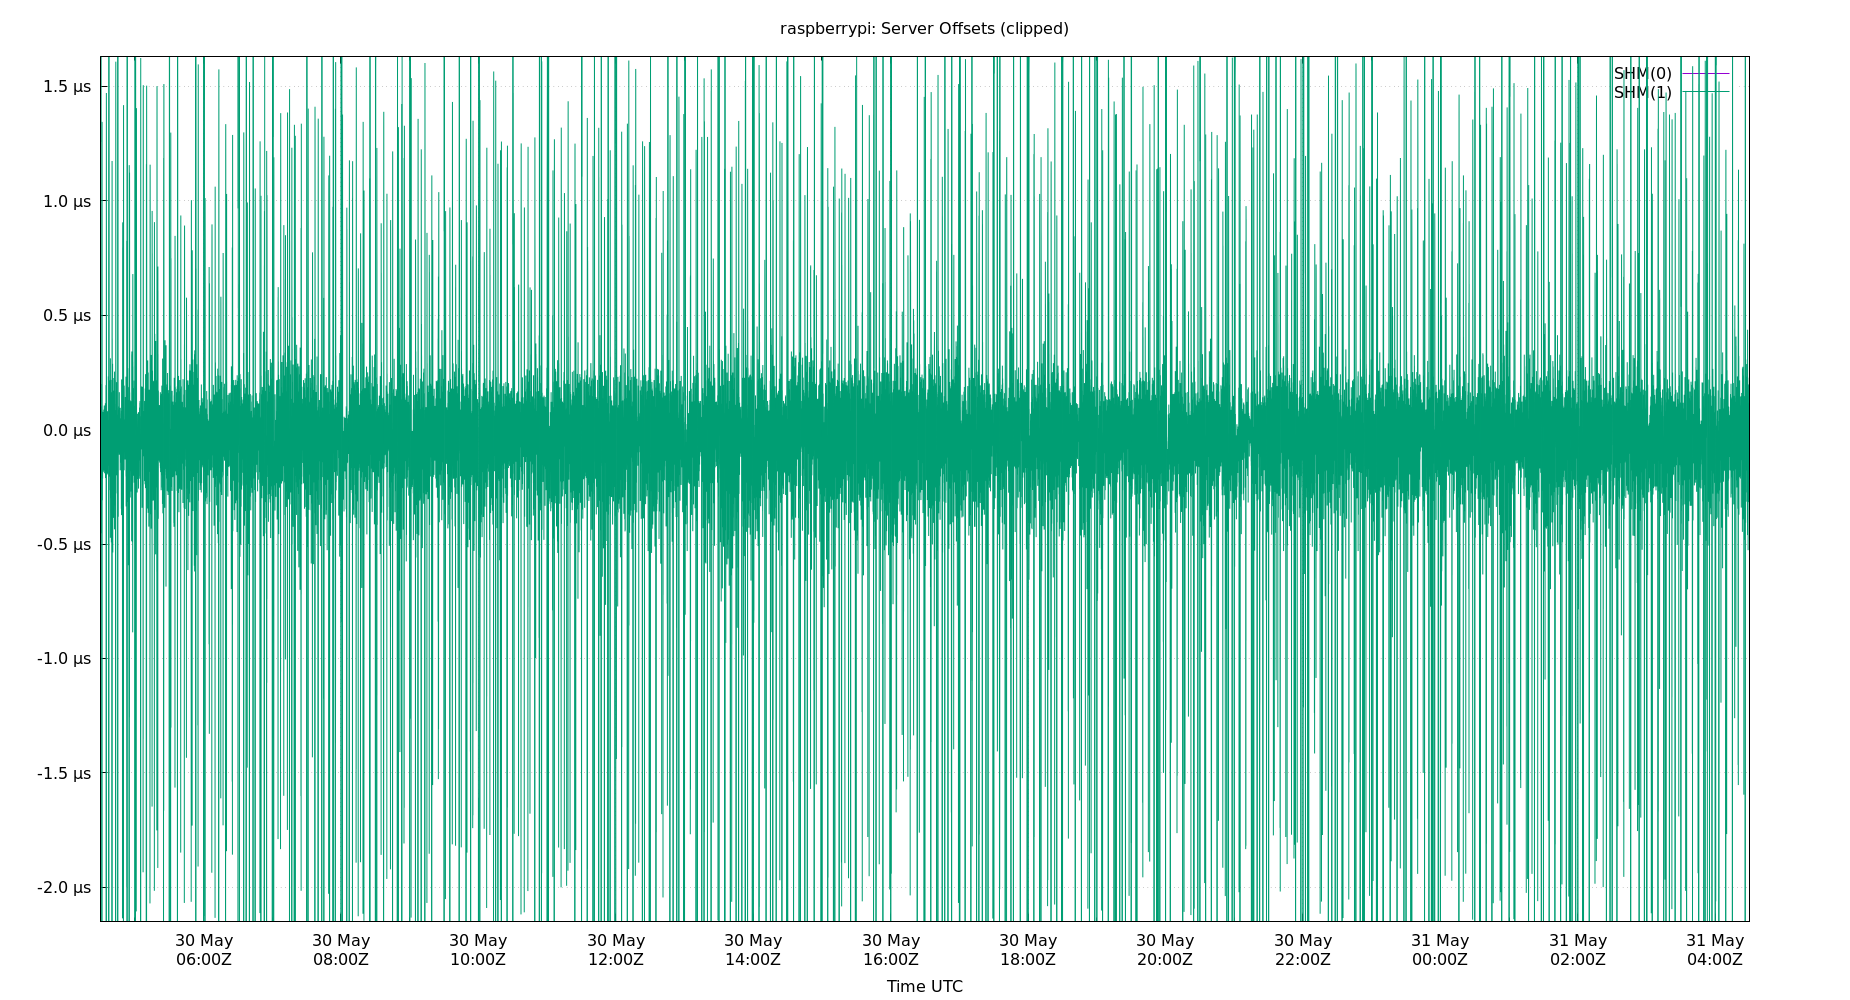 raspberrypi: Server Offsets (clipped)
SHM(0)
SHM(1)
1.5 µs
1.0 µs
0.5 µs
0.0 µs
-0.5 µs
-1.0 µs
-1.5 µs
-2.0 µs
30 May 30 May 30 May 30 May 30 May 30 May 30 May 30 May 30 May 31 May 31 May 31 May
06:00Z 08:00Z 10:00Z 12:00Z 14:00Z 16:00Z 18:00Z 20:00Z 22:00Z 00:00Z 02:00Z 04:00Z
Time UTC